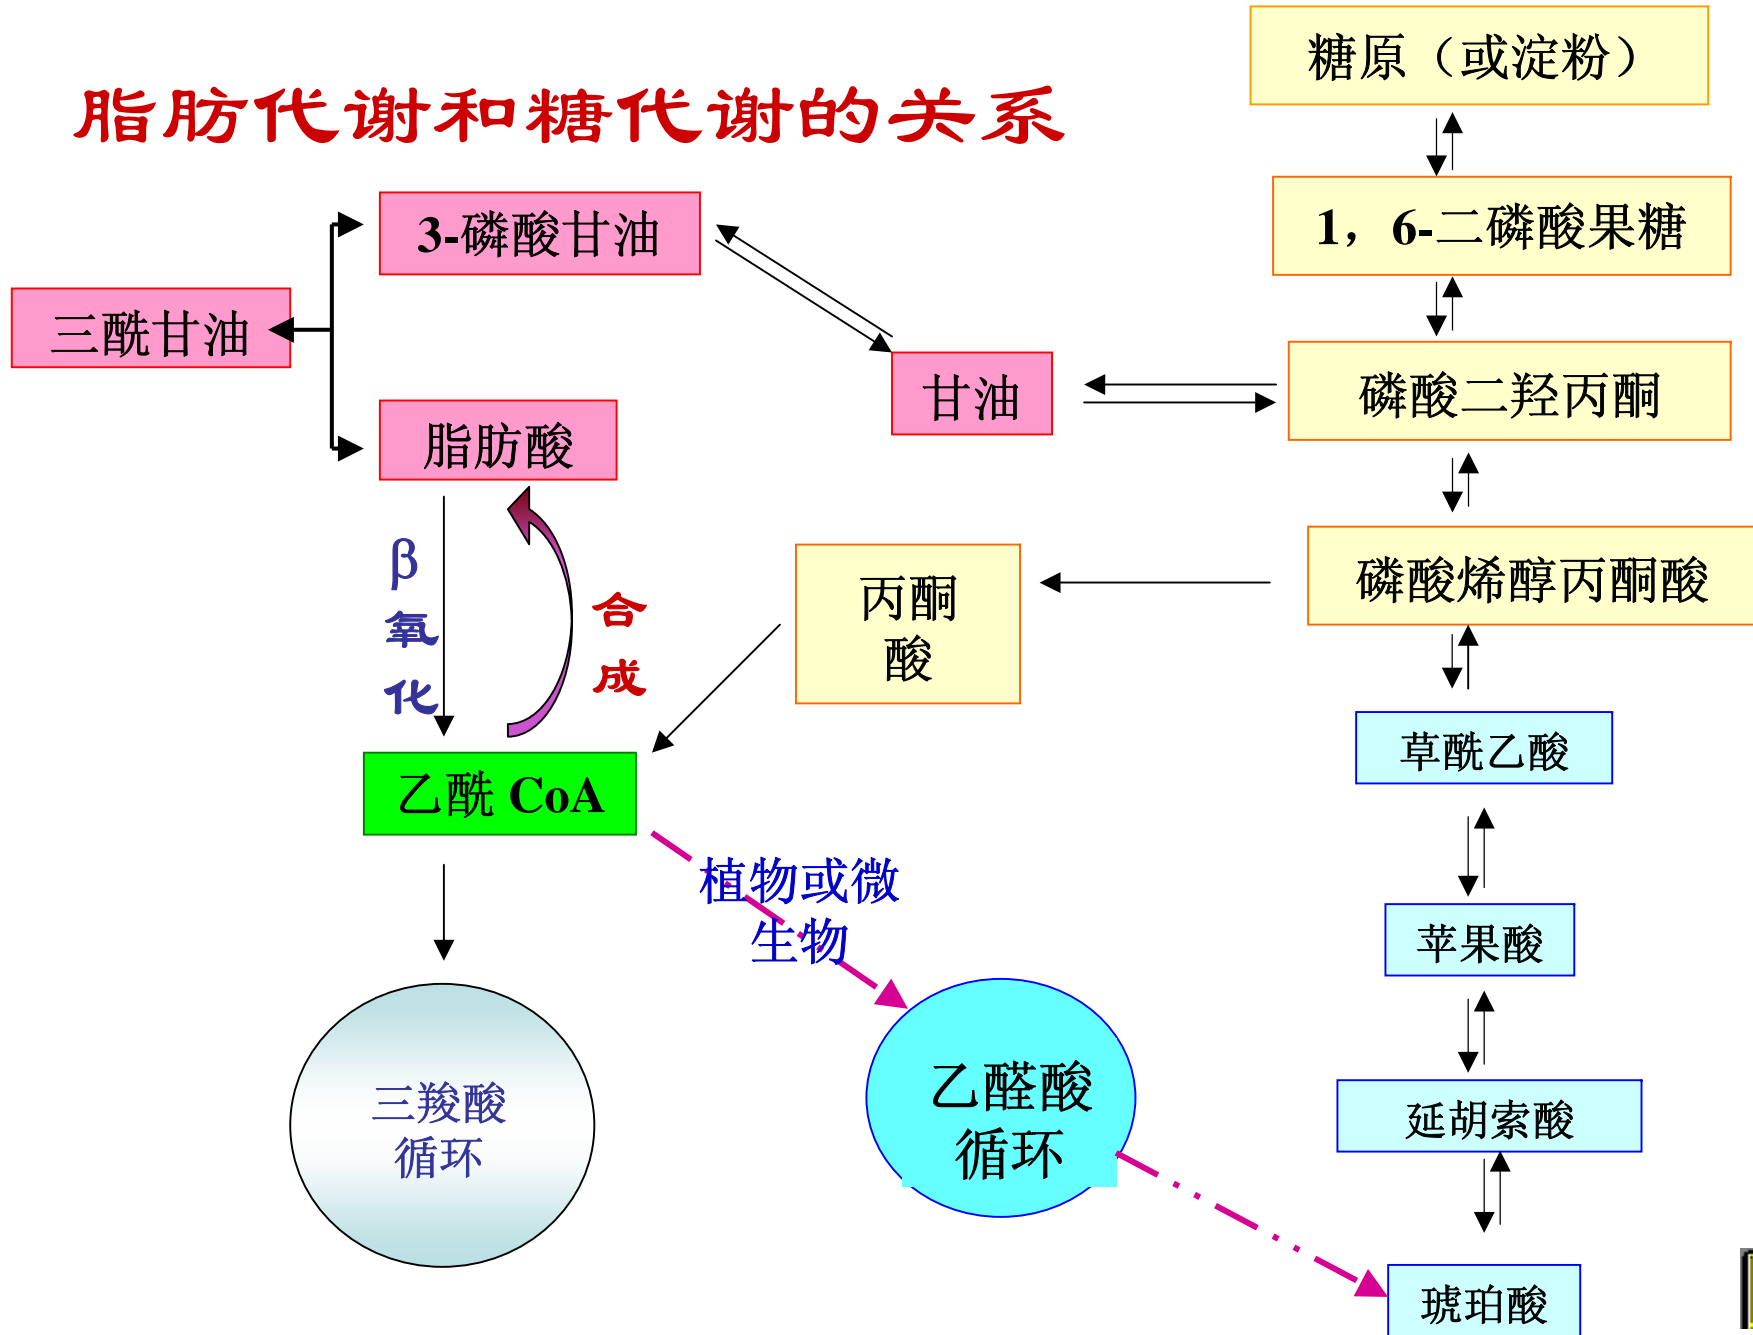 脂肪代谢和糖代谢的关系
糖原（或淀粉）
1，6-二磷酸果糖
3-磷酸甘油
三酰甘油
甘油
磷酸二羟丙酮
脂肪酸
β
氧
化
合
成
丙酮
酸
磷酸烯醇丙酮酸
草酰乙酸
乙酰 CoA
植物或微
生物
苹果酸
三羧酸
循环
乙醛酸
循环
延胡索酸
琥珀酸